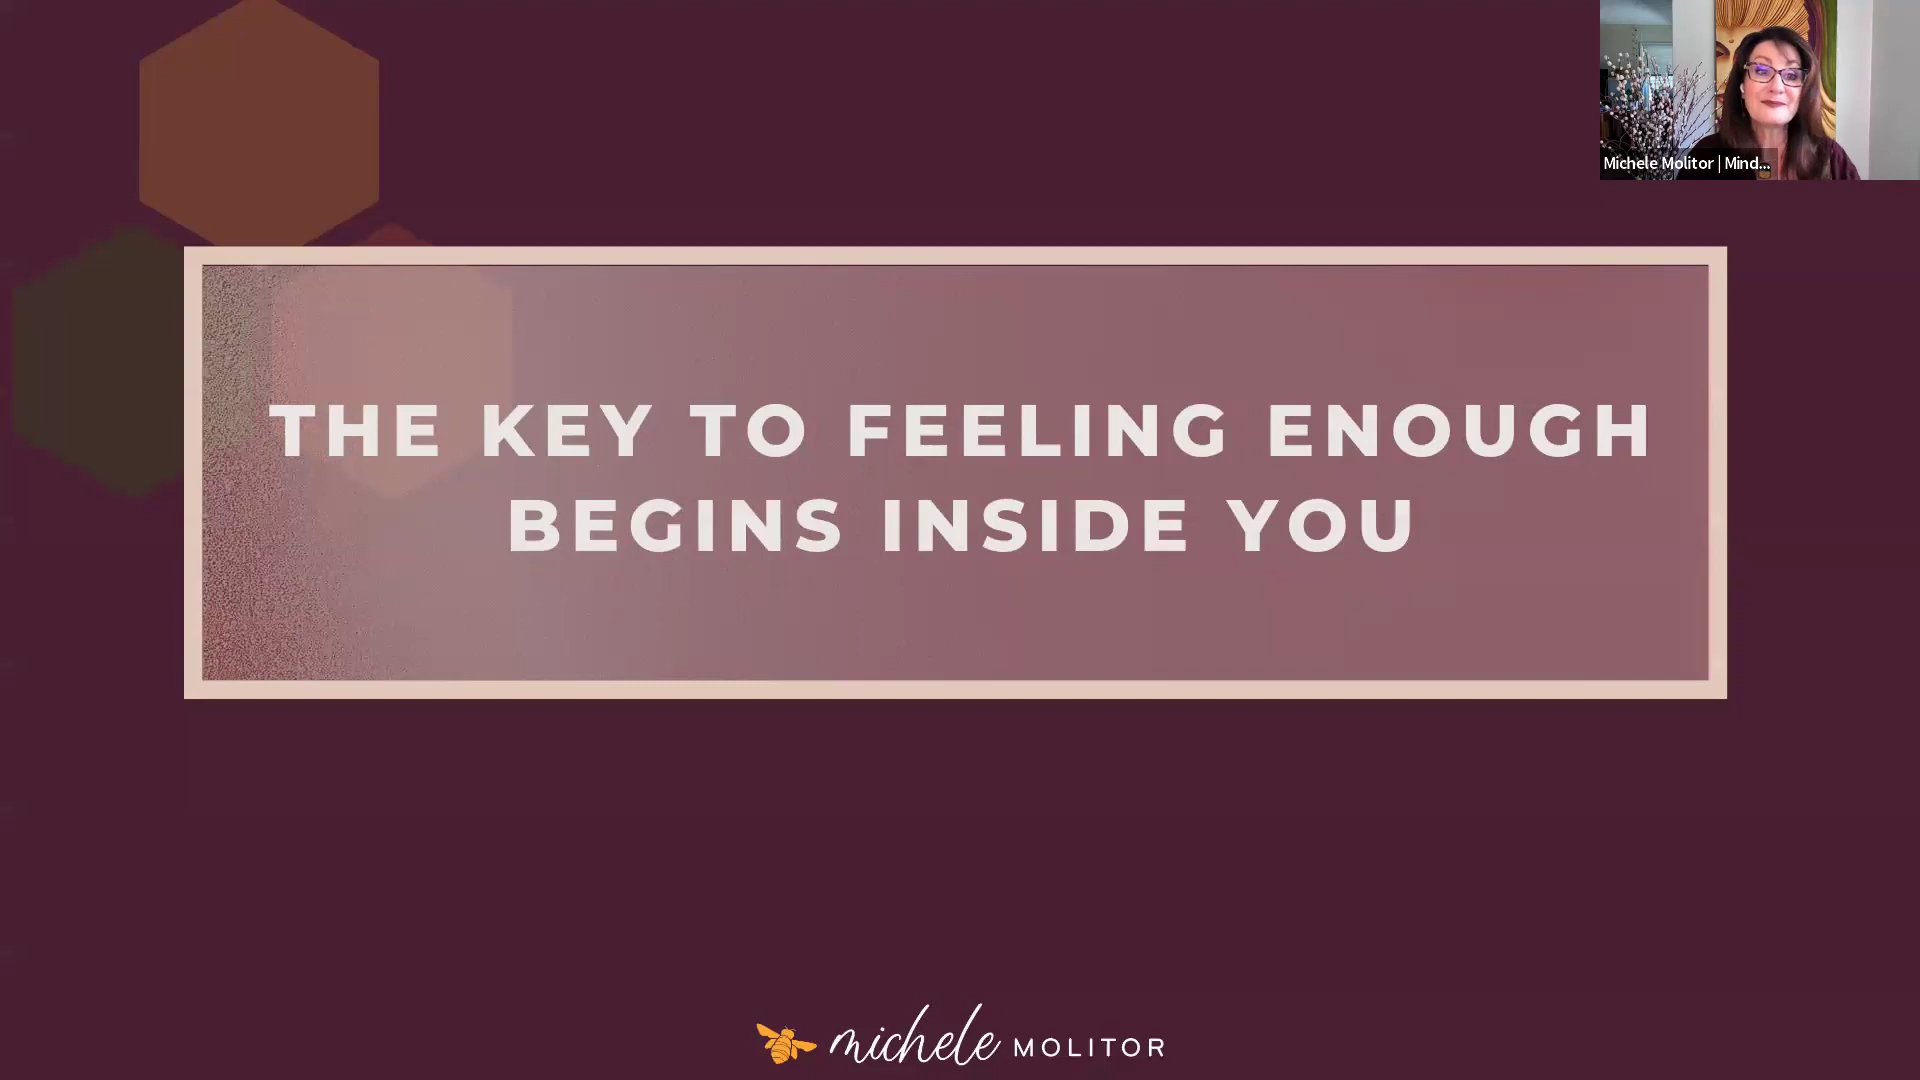 Michele Molitor | Mind...
THE KEY TO FEELING ENOUGH
BEGINS INSIDE YOU
michele MOLITOR